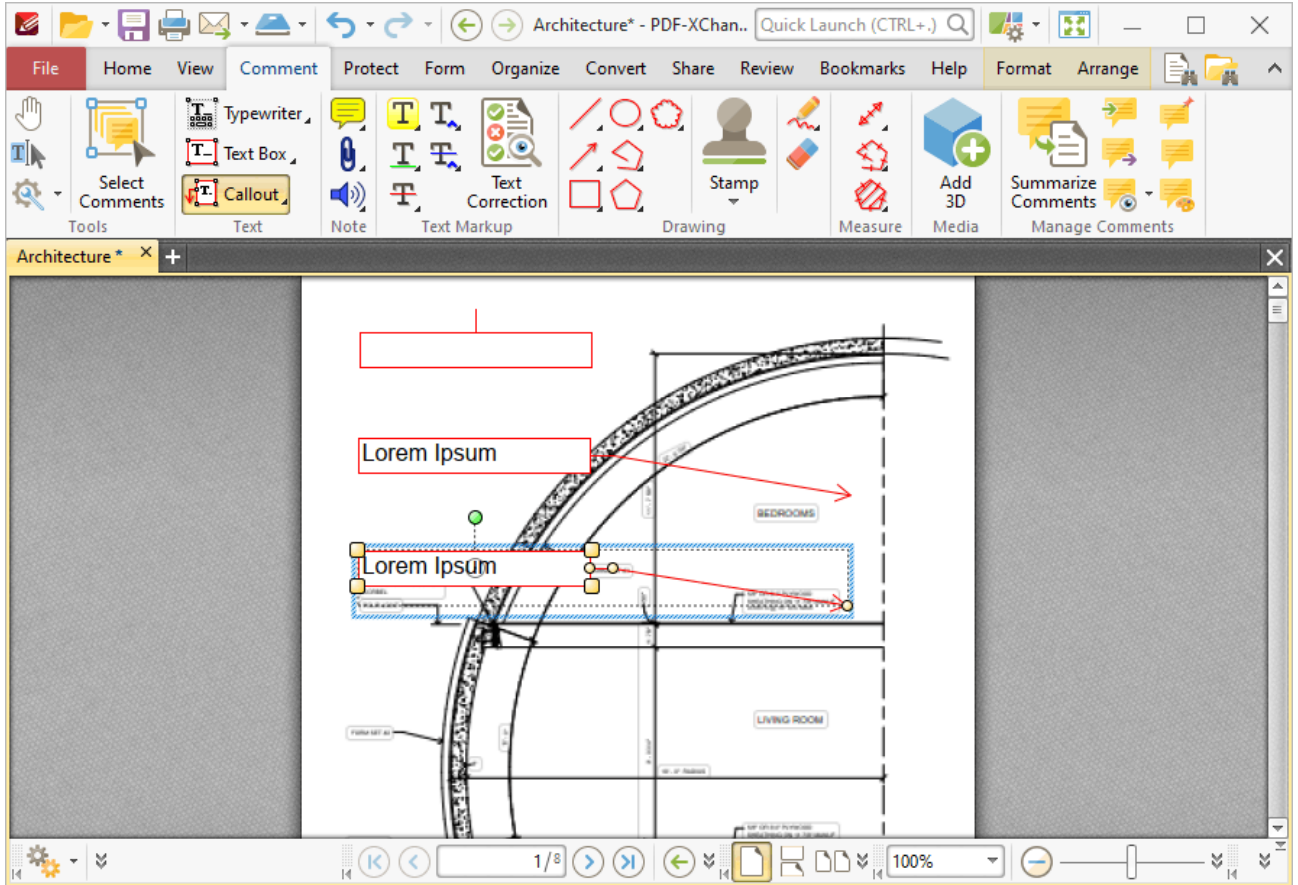 Architecture* - PDF-XChan..
Quick Launch (CTRL+.)
File Home View Comment Protect Form Organize Convert Share Review Bookmarks Help Format Arrange
Typewriter
Text Box
Callout
Select Comments
Text Correction
Stamp
Add 3D
Summarize Comments
Tools Text Note Text Markup Drawing Measure Media Manage Comments
Architecture *
Lorem Ipsum
BEDROOMS
Lorem Ipsum
LIVING ROOM
1/8
100%